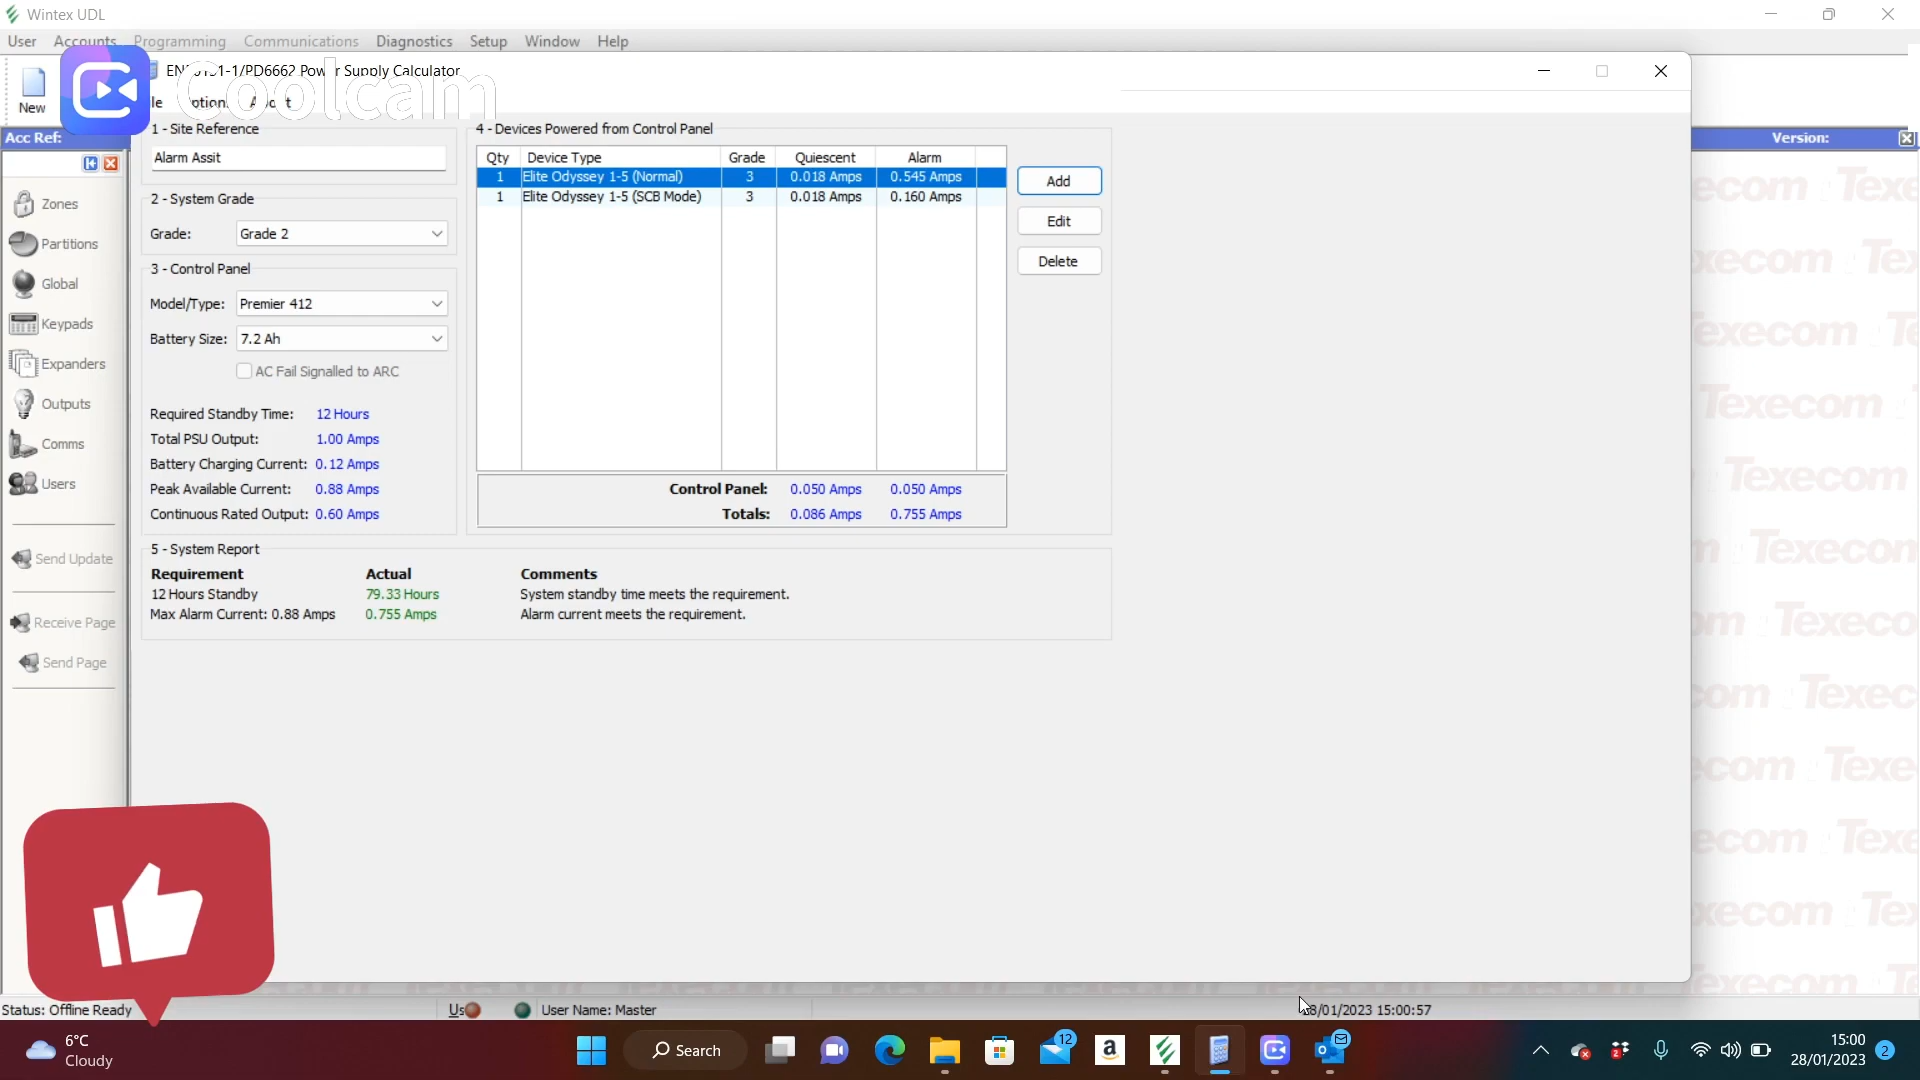 Wintex UDL
User Accounts Programming Communications Diagnostics Setup Window Help
Power Supply Calculator
Coolcam
New
Acc Ref:
Version:
1 - Site Reference
Alarm Assit
2 - System Grade
Grade: Grade 2
3 - Control Panel
Model/Type: Premier 412
Battery Size: 7.2 Ah
AC Fail Signalled to ARC
Required Standby Time: 12 Hours
Total PSU Output: 1.00 Amps
Battery Charging Current: 0.12 Amps
Peak Available Current: 0.88 Amps
Continuous Rated Output: 0.60 Amps
4 - Devices Powered from Control Panel
Qty Device Type Grade Quiescent Alarm
1 Elite Odyssey 1-5 (Normal) 3 0.018 Amps 0.545 Amps
1 Elite Odyssey 1-5 (SCB Mode) 3 0.018 Amps 0.160 Amps
Control Panel: 0.050 Amps 0.050 Amps
Totals: 0.086 Amps 0.755 Amps
Add
Edit
Delete
5 - System Report
Requirement Actual Comments
12 Hours Standby 79.33 Hours System standby time meets the requirement.
Max Alarm Current: 0.88 Amps 0.755 Amps Alarm current meets the requirement.
Zones
Partitions
Global
Keypads
Expanders
Outputs
Comms
Users
Send Update
Receive Page
Send Page
Texecom
Texecom
Texecom
Texecom
Texecom
Status: Offline Ready
User Name: Master
15:00:57
6°C
Cloudy
Search
12
15:00
28/01/2023
2